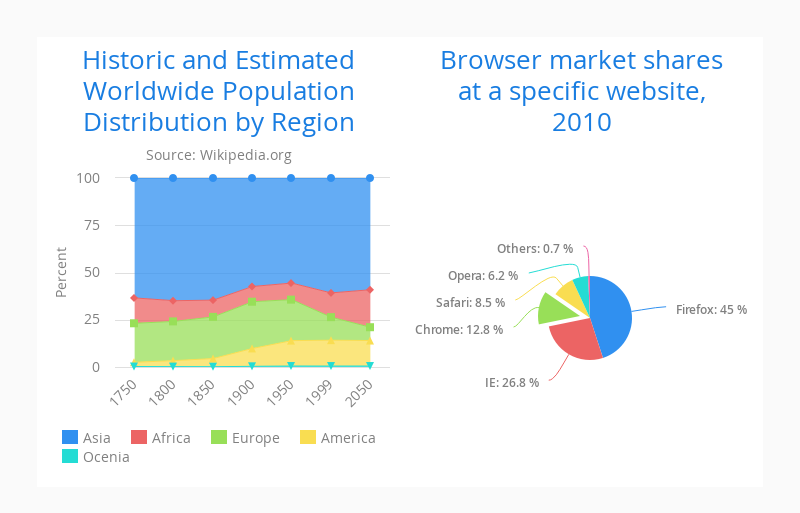 Historic and Estimated
Worldwide Population
Distribution by Region
Source: Wikipedia.org
Percent
100
75
50
25
0
1750
1800
1850
1900
1950
1999
2050
Asia
Africa
Europe
America
Ocenia
Browser market shares
at a specific website,
2010
Others: 0.7 %
Opera: 6.2 %
Safari: 8.5 %
Chrome: 12.8 %
IE: 26.8 %
Firefox: 45 %